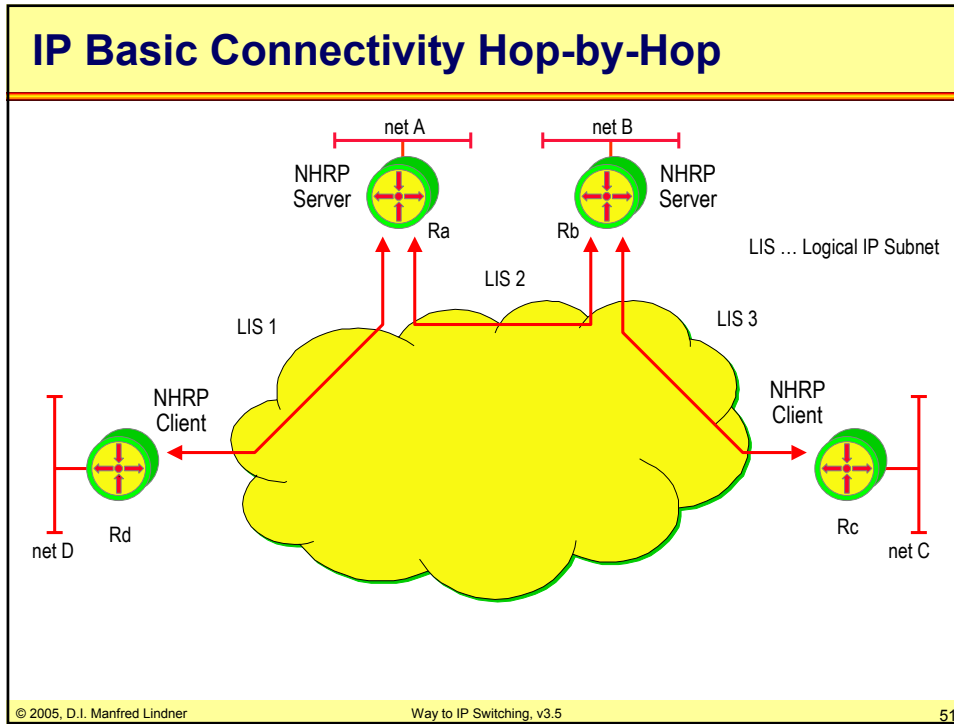 IP Basic Connectivity Hop-by-Hop
net A
net B
NHRP
Server
NHRP
Server
Ra
Rb
LIS … Logical IP Subnet
LIS 2
LIS 1
LIS 3
NHRP
Client
NHRP
Client
Rd
Rc
net D
net C
© 2005, D.I. Manfred Lindner
Way to IP Switching, v3.5
51